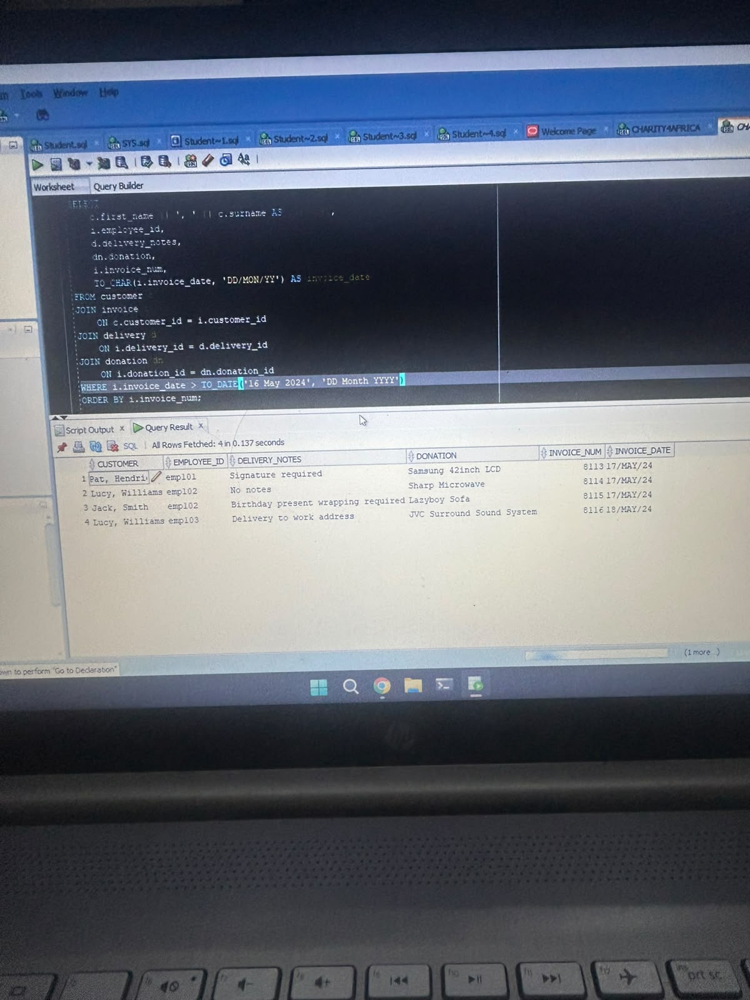 Tools Window Help
Student.sql SYS.sql Student~1.sql Student~2.sql Student~3.sql Student~4.sql Welcome Page CHARITY4AFRICA
Worksheet Query Builder
SELECT
c.first_name || ', ' || c.surname AS ,
i.employee_id,
d.delivery_notes,
dn.donation,
i.invoice_num,
TO_CHAR(i.invoice_date, 'DD/MON/YY') AS invoice_date
FROM customer
JOIN invoice
ON c.customer_id = i.customer_id
JOIN delivery d
ON i.delivery_id = d.delivery_id
JOIN donation dn
ON i.donation_id = dn.donation_id
WHERE i.invoice_date > TO_DATE('16 May 2024', 'DD Month YYYY')
ORDER BY i.invoice_num;
Script Output x Query Result x
SQL | All Rows Fetched: 4 in 0.137 seconds
CUSTOMER EMPLOYEE_ID DELIVERY_NOTES DONATION INVOICE_NUM INVOICE_DATE
1 Pat, Hendri emp101 Signature required Samsung 42inch LCD 8113 17/MAY/24
2 Lucy, Williams emp102 No notes Sharp Microwave 8114 17/MAY/24
3 Jack, Smith emp102 Birthday present wrapping required Lazyboy Sofa 8115 17/MAY/24
4 Lucy, Williams emp103 Delivery to work address JVC Surround Sound System 8116 18/MAY/24
(1 more...)
to perform "Go to Declaration"
hp
prt sc